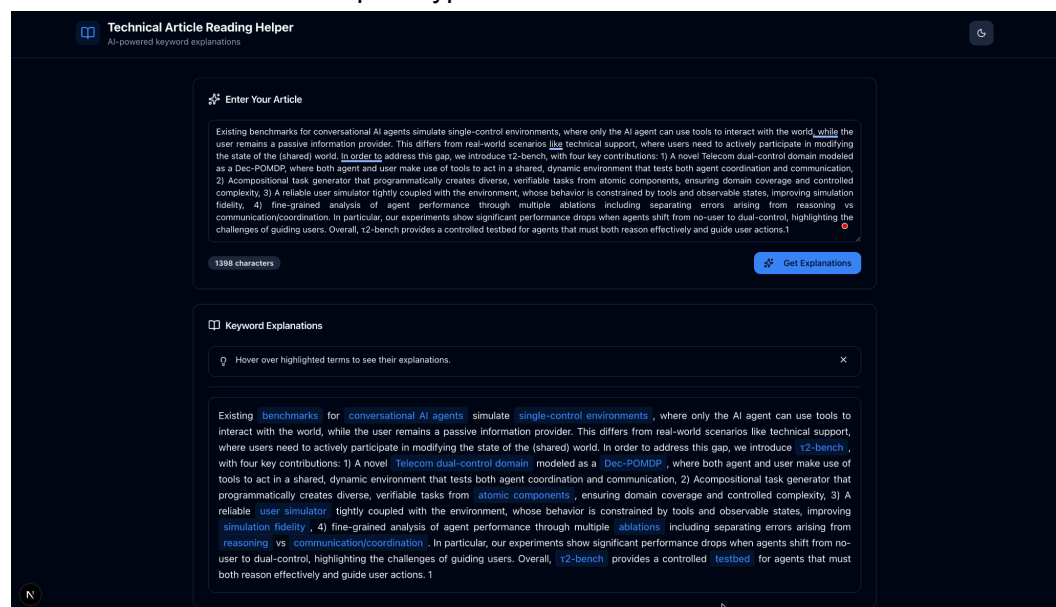 Technical Article Reading Helper
AI-powered keyword explanations
Enter Your Article
Existing benchmarks for conversational AI agents simulate single-control environments, where only the AI agent can use tools to interact with the world, while the
user remains a passive information provider. This differs from real-world scenarios like technical support, where users need to actively participate in modifying
the state of the (shared) world. In order to address this gap, we introduce τ2-bench, with four key contributions: 1) A novel Telecom dual-control domain modeled
as a Dec-POMDP, where both agent and user make use of tools to act in a shared, dynamic environment that tests both agent coordination and communication,
2) Acompositional task generator that programmatically creates diverse, verifiable tasks from atomic components, ensuring domain coverage and controlled
complexity, 3) A reliable user simulator tightly coupled with the environment, whose behavior is constrained by tools and observable states, improving simulation
fidelity, 4) fine-grained analysis of agent performance through multiple ablations including separating errors arising from reasoning vs
communication/coordination. In particular, our experiments show significant performance drops when agents shift from no-user to dual-control, highlighting the
challenges of guiding users. Overall, τ2-bench provides a controlled testbed for agents that must both reason effectively and guide user actions.1
1398 characters
Get Explanations
Keyword Explanations
Hover over highlighted terms to see their explanations.
Existing benchmarks for conversational AI agents simulate single-control environments , where only the AI agent can use tools to
interact with the world, while the user remains a passive information provider. This differs from real-world scenarios like technical support,
where users need to actively participate in modifying the state of the (shared) world. In order to address this gap, we introduce τ2-bench ,
with four key contributions: 1) A novel Telecom dual-control domain modeled as a Dec-POMDP , where both agent and user make use of
tools to act in a shared, dynamic environment that tests both agent coordination and communication, 2) Acompositional task generator that
programmatically creates diverse, verifiable tasks from atomic components , ensuring domain coverage and controlled complexity, 3) A
reliable user simulator tightly coupled with the environment, whose behavior is constrained by tools and observable states, improving
simulation fidelity , 4) fine-grained analysis of agent performance through multiple ablations including separating errors arising from
reasoning vs communication/coordination . In particular, our experiments show significant performance drops when agents shift from no-
user to dual-control, highlighting the challenges of guiding users. Overall, τ2-bench provides a controlled testbed for agents that must
both reason effectively and guide user actions. 1
N